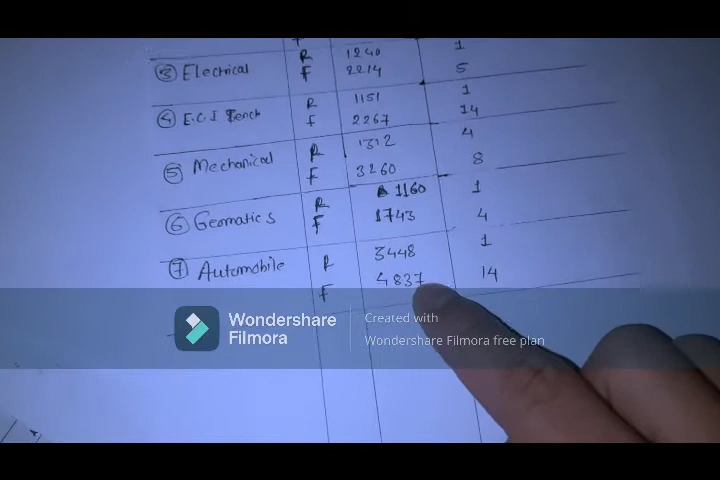 R 1240 1
③ Electrical F 2214 5
R 1151 1
④ E.C.I F 2267 14
R 1312 4
⑤ Mechanical F 3260 8
R 1160 1
⑥ Geomatics F 1743 4
R 3448 1
⑦ Automobile F 4837 14
Wondershare
Filmora
Created with
Wondershare Filmora free plan